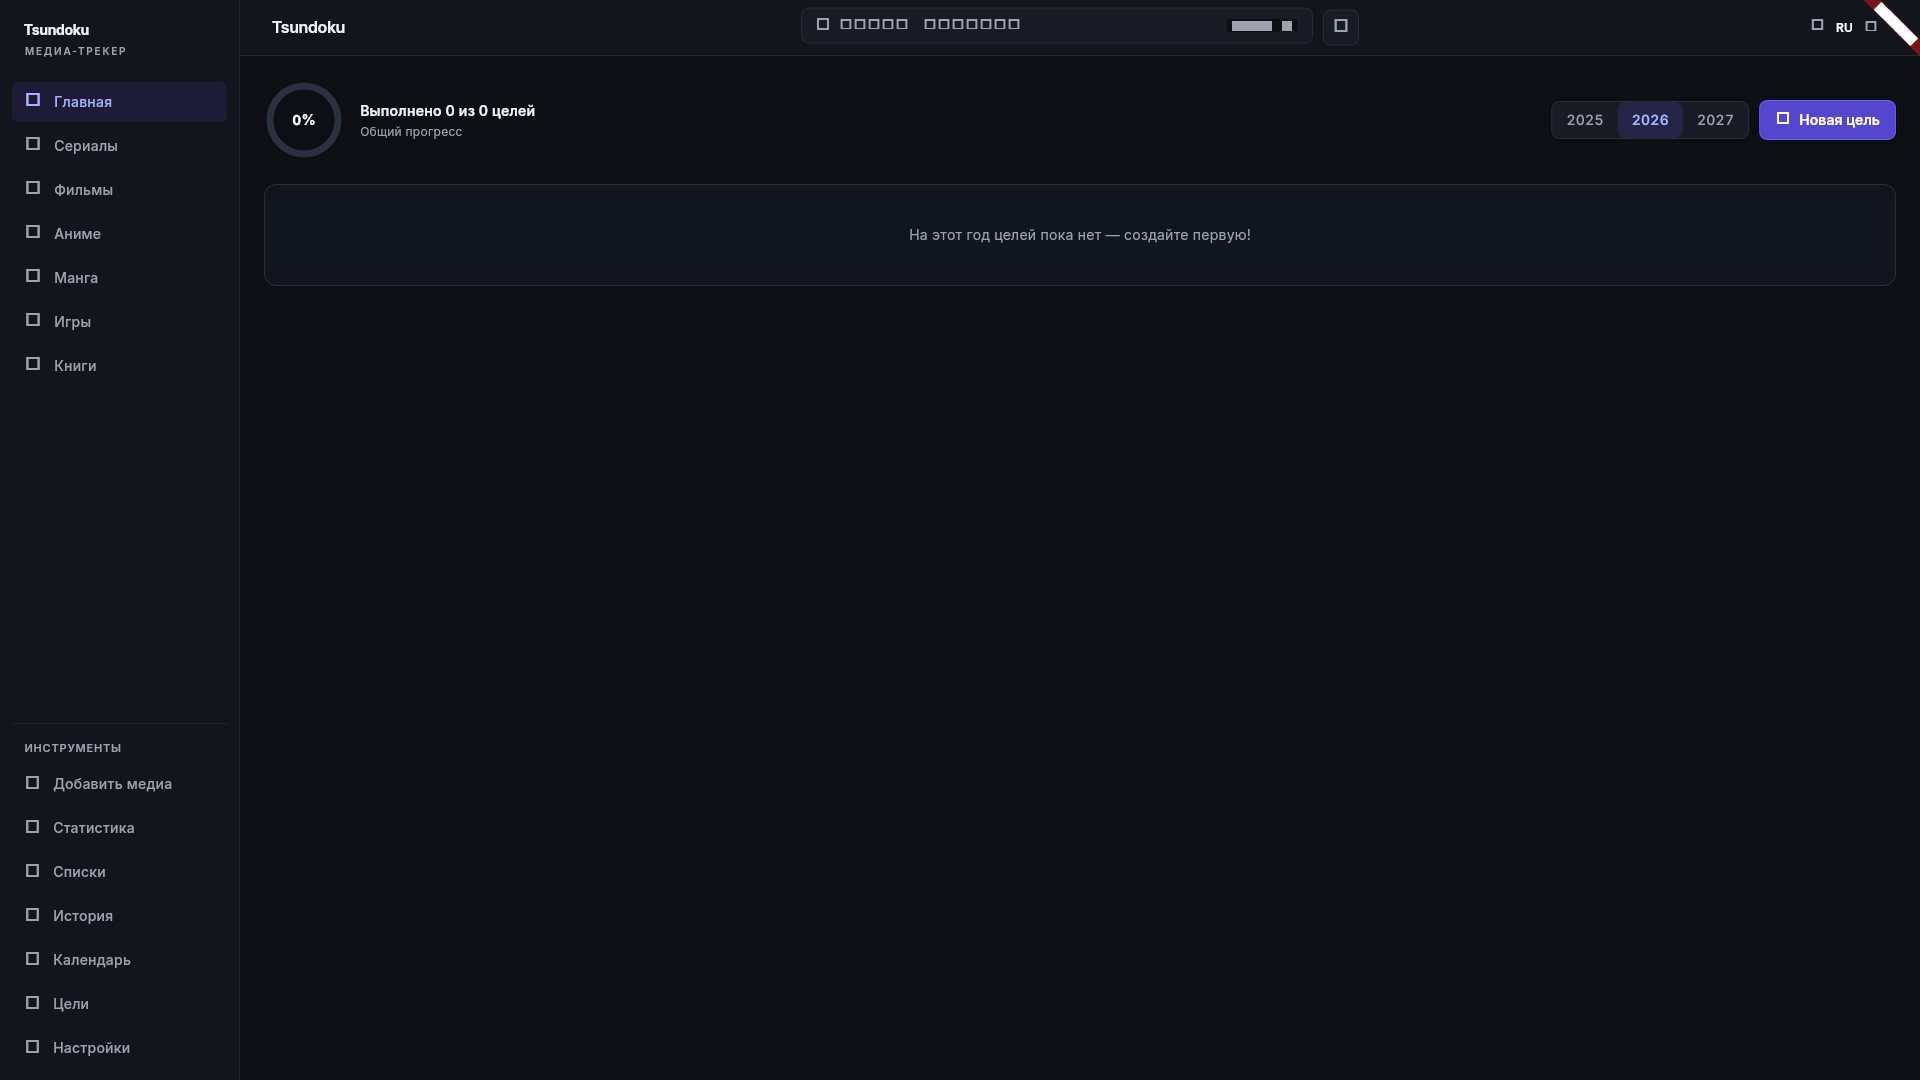 Tsundoku
МЕДИА-ТРЕКЕР
Главная
Сериалы
Фильмы
Аниме
Манга
Игры
Книги
ИНСТРУМЕНТЫ
Добавить медиа
Статистика
Списки
История
Календарь
Цели
Настройки
Tsundoku
RU
0%
Выполнено 0 из 0 целей
Общий прогресс
2025 2026 2027
Новая цель
На этот год целей пока нет — создайте первую!